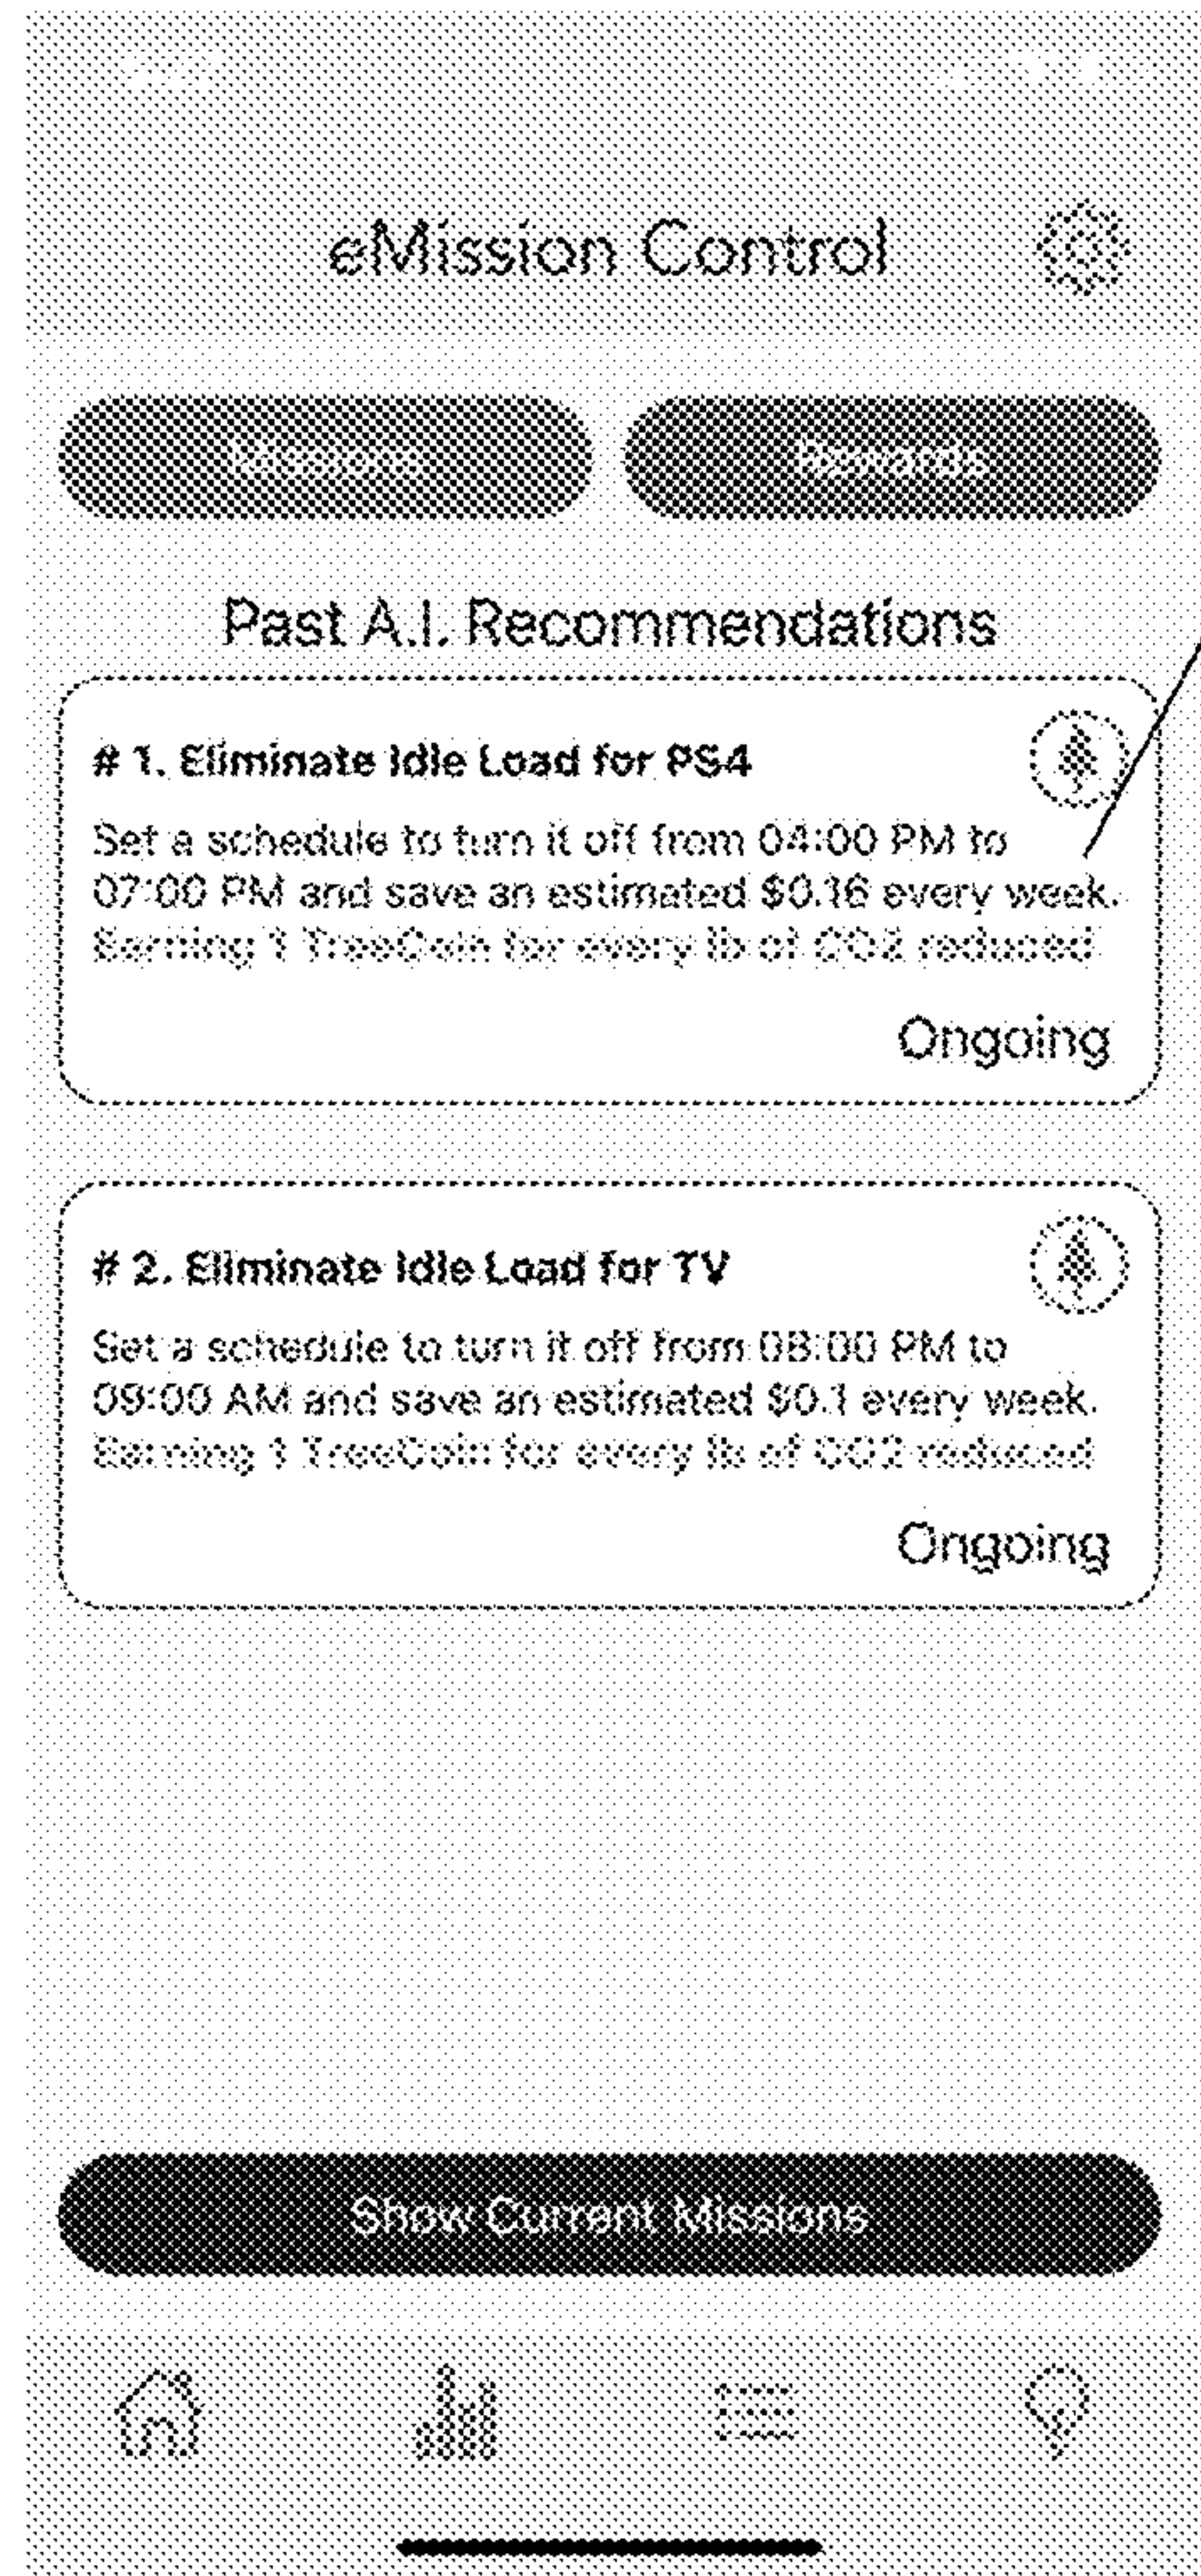 eMission Control
Missions Rewards
Past A.I. Recommendations
# 1. Eliminate Idle Load for PS4
Set a schedule to turn it off from 04:00 PM to
07:00 PM and save an estimated $0.16 every week.
Earning 1 TreeCoin for every lb of CO2 reduced
Ongoing
# 2. Eliminate Idle Load for TV
Set a schedule to turn it off from 08:00 PM to
09:00 AM and save an estimated $0.1 every week.
Earning 1 TreeCoin for every lb of CO2 reduced
Ongoing
Show Current Missions